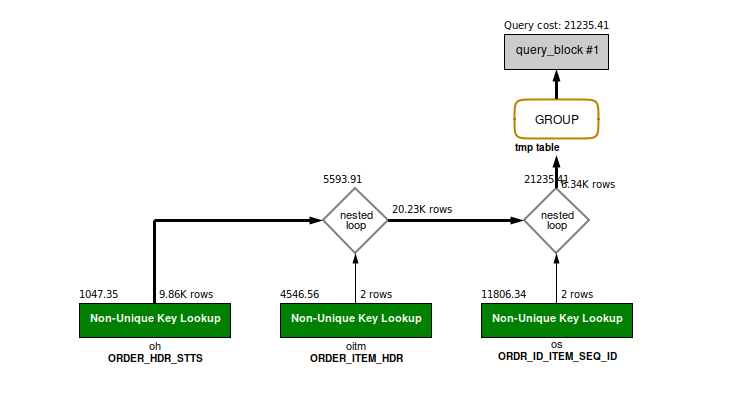 Query cost: 21235.41
query_block #1
GROUP
tmp table
5593.91
21235.41
6.34K rows
nested
loop
20.23K rows
nested
loop
1047.35
9.86K rows
4546.56
2 rows
11806.34
2 rows
Non-Unique Key Lookup
Non-Unique Key Lookup
Non-Unique Key Lookup
oh
oitm
os
ORDER_HDR_STTS
ORDER_ITEM_HDR
ORDR_ID_ITEM_SEQ_ID